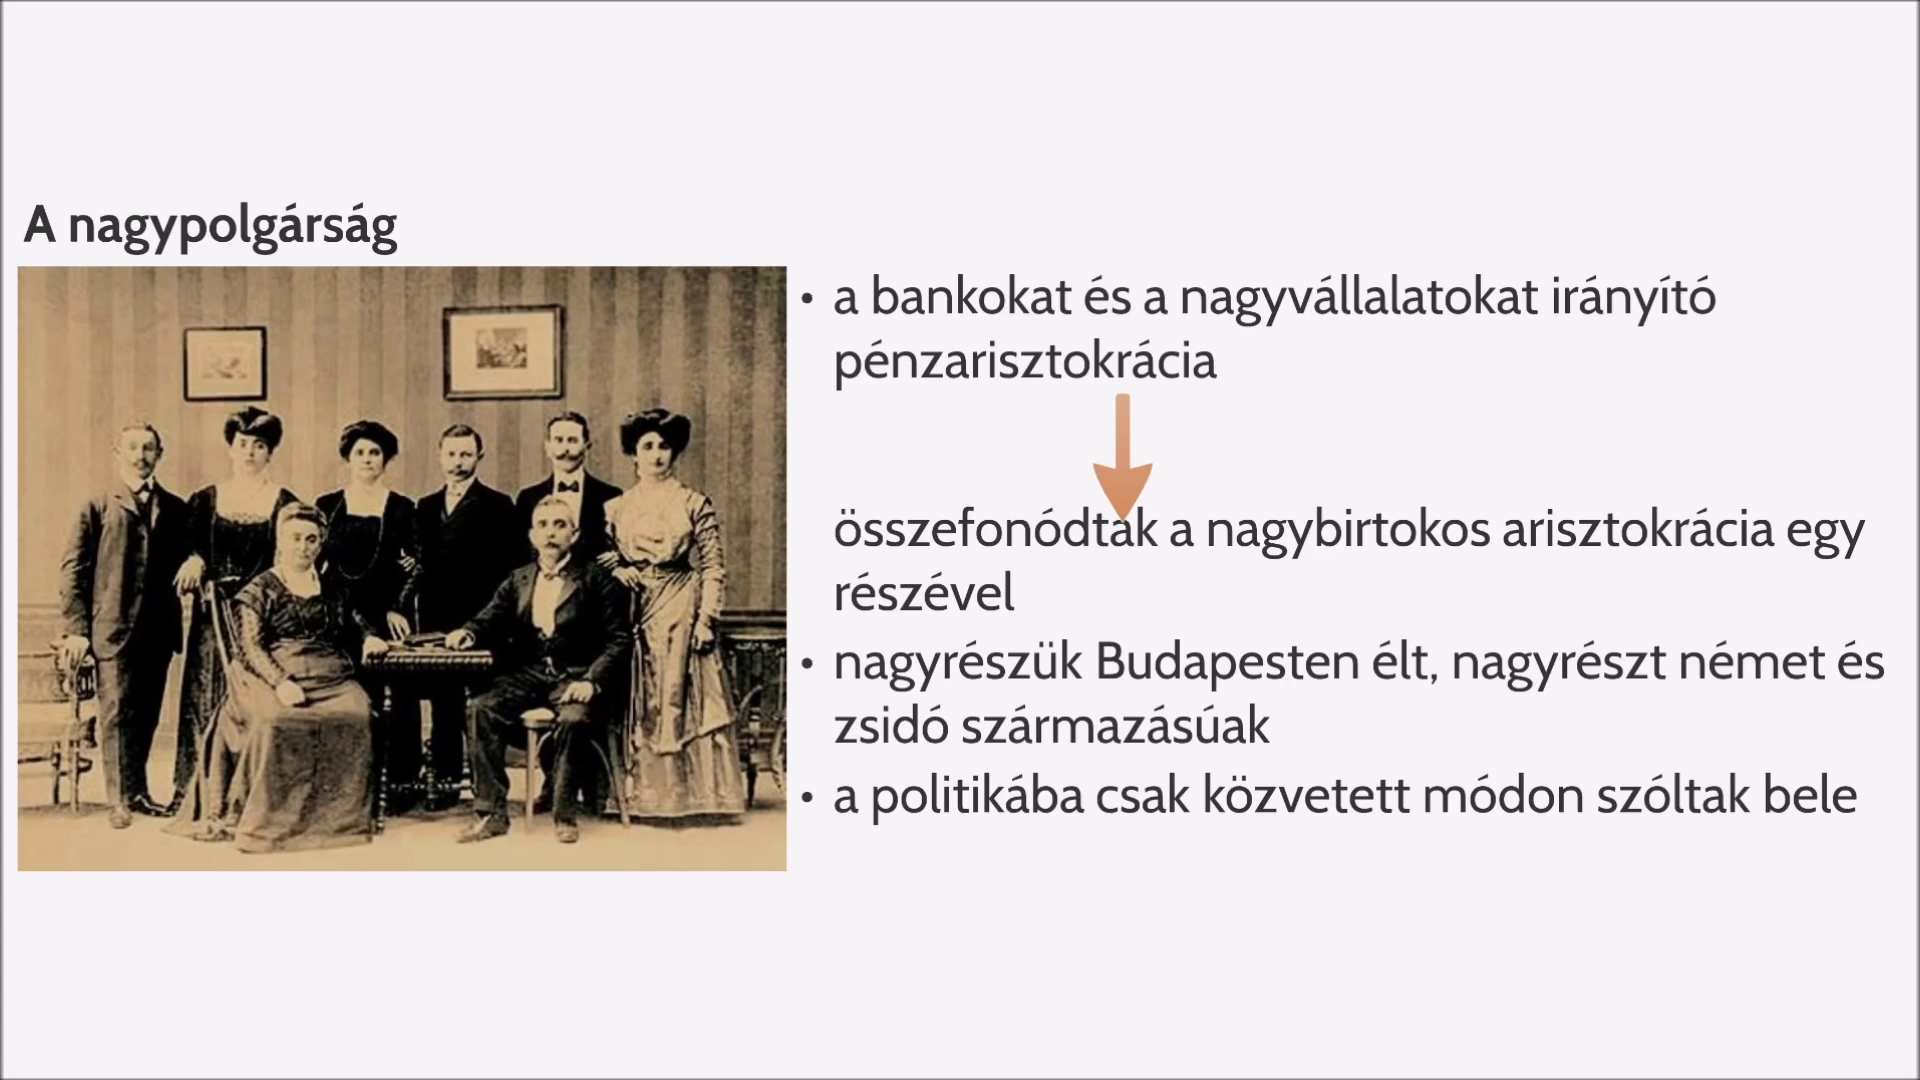 A nagypolgárság
• a bankokat és a nagyvállalatokat irányító
pénzarisztokrácia
összefonódtak a nagybirtokos arisztokrácia egy
részével
• nagyrészük Budapesten élt, nagyrészt német és
zsidó származásúak
• a politikába csak közvetett módon szóltak bele